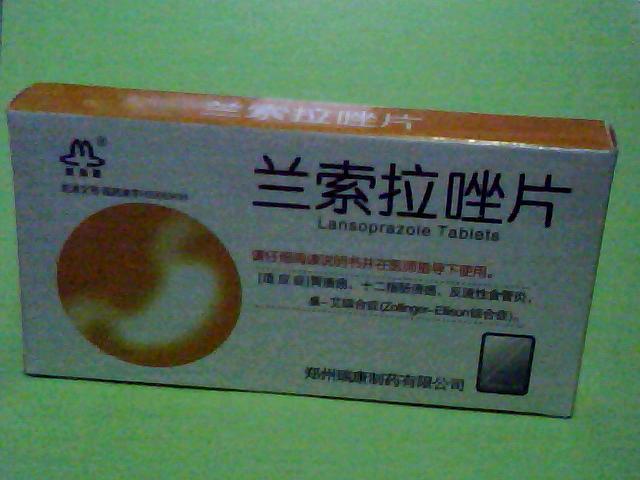 兰索拉唑片
兰索拉唑片
Lansoprazole Tablets
请仔细阅读说明书并在医师指导下使用。
[适应症]胃溃疡、十二指肠溃疡、反流性食管炎、
卓-艾综合症(Zollinger-Ellison综合症)。
郑州瑞康制药有限公司